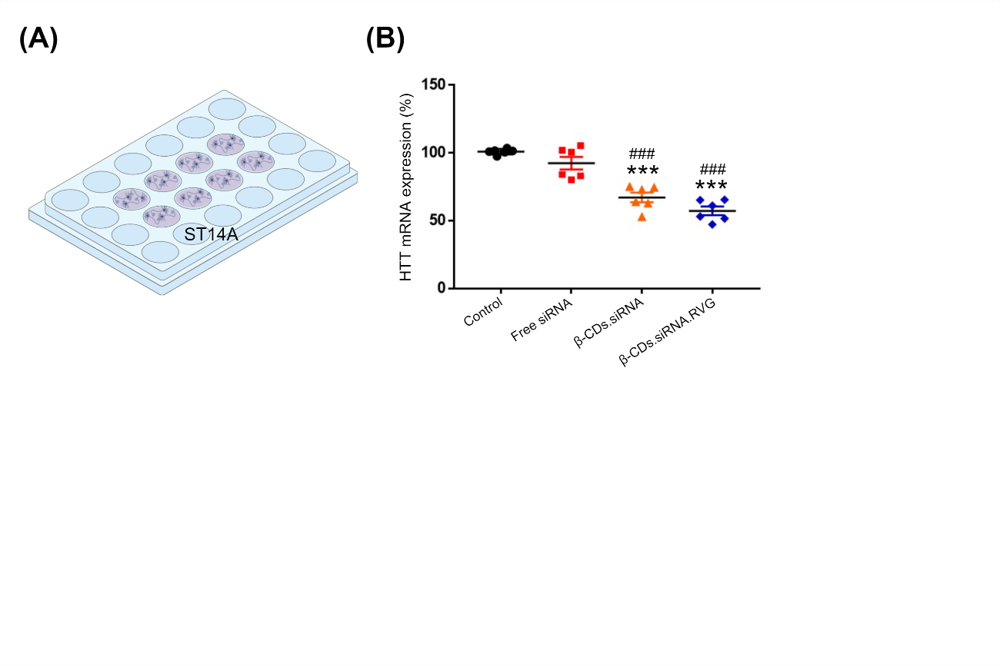 (A)
ST14A
(B)
HTT mRNA expression (%)
150
100
50
0
###
***
###
***
Control
Free siRNA
β-CDs.siRNA
β-CDs.siRNA.RVG